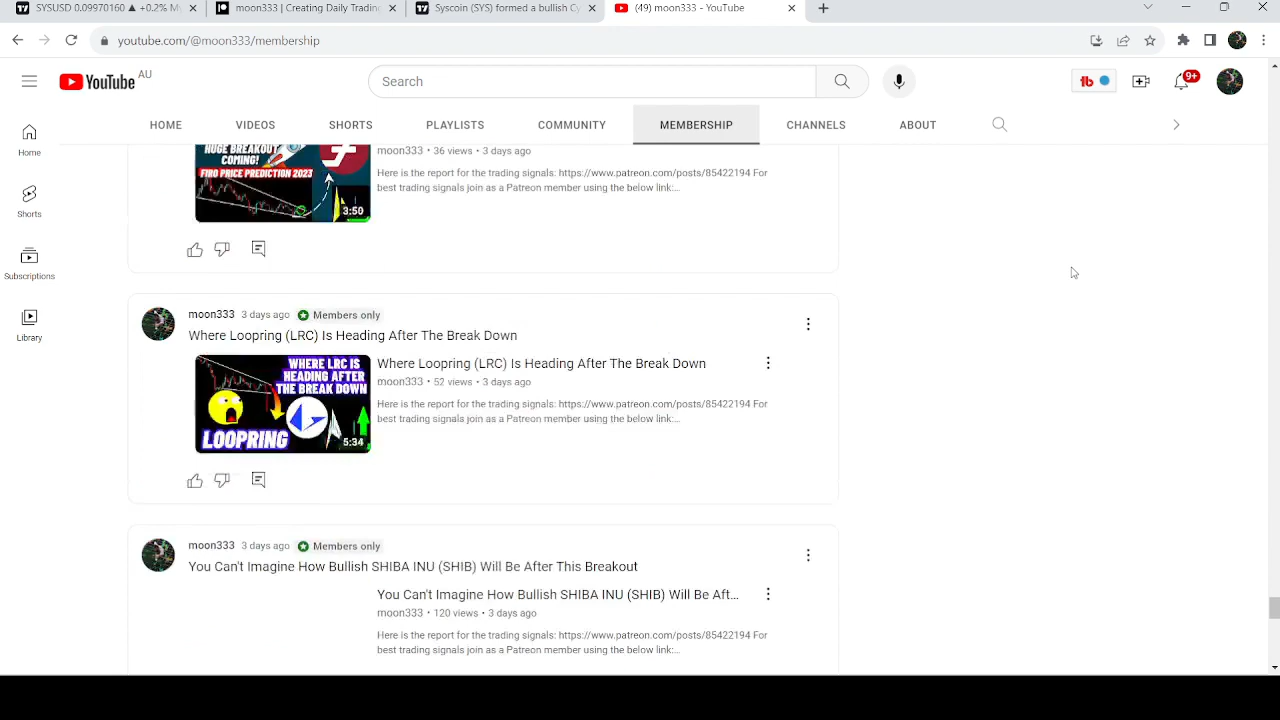 SYSUSD 0.09970160 ▲ +0.2% M
moon333 | Creating Daily Tradin
Syscoin (SYS) formed a bullish Cy
(49) moon333 - YouTube
youtube.com/@moon333/membership
YouTube AU
Search
9+
HOME
VIDEOS
SHORTS
PLAYLISTS
COMMUNITY
MEMBERSHIP
CHANNELS
ABOUT
Home
Shorts
Subscriptions
Library
HUGE BREAKOUT
COMING!
FIRO PRICE PREDICTION 2023
3:50
moon333 • 36 views • 3 days ago
Here is the report for the trading signals: https://www.patreon.com/posts/85422194 For
best trading signals join as a Patreon member using the below link:...
moon333 3 days ago Members only
Where Loopring (LRC) Is Heading After The Break Down
WHERE LRC IS
HEADING AFTER
THE BREAK DOWN
LOOPRING
5:34
Where Loopring (LRC) Is Heading After The Break Down
moon333 • 52 views • 3 days ago
Here is the report for the trading signals: https://www.patreon.com/posts/85422194 For
best trading signals join as a Patreon member using the below link:...
moon333 3 days ago Members only
You Can't Imagine How Bullish SHIBA INU (SHIB) Will Be After This Breakout
You Can't Imagine How Bullish SHIBA INU (SHIB) Will Be Aft...
moon333 • 120 views • 3 days ago
Here is the report for the trading signals: https://www.patreon.com/posts/85422194 For
best trading signals join as a Patreon member using the below link:...